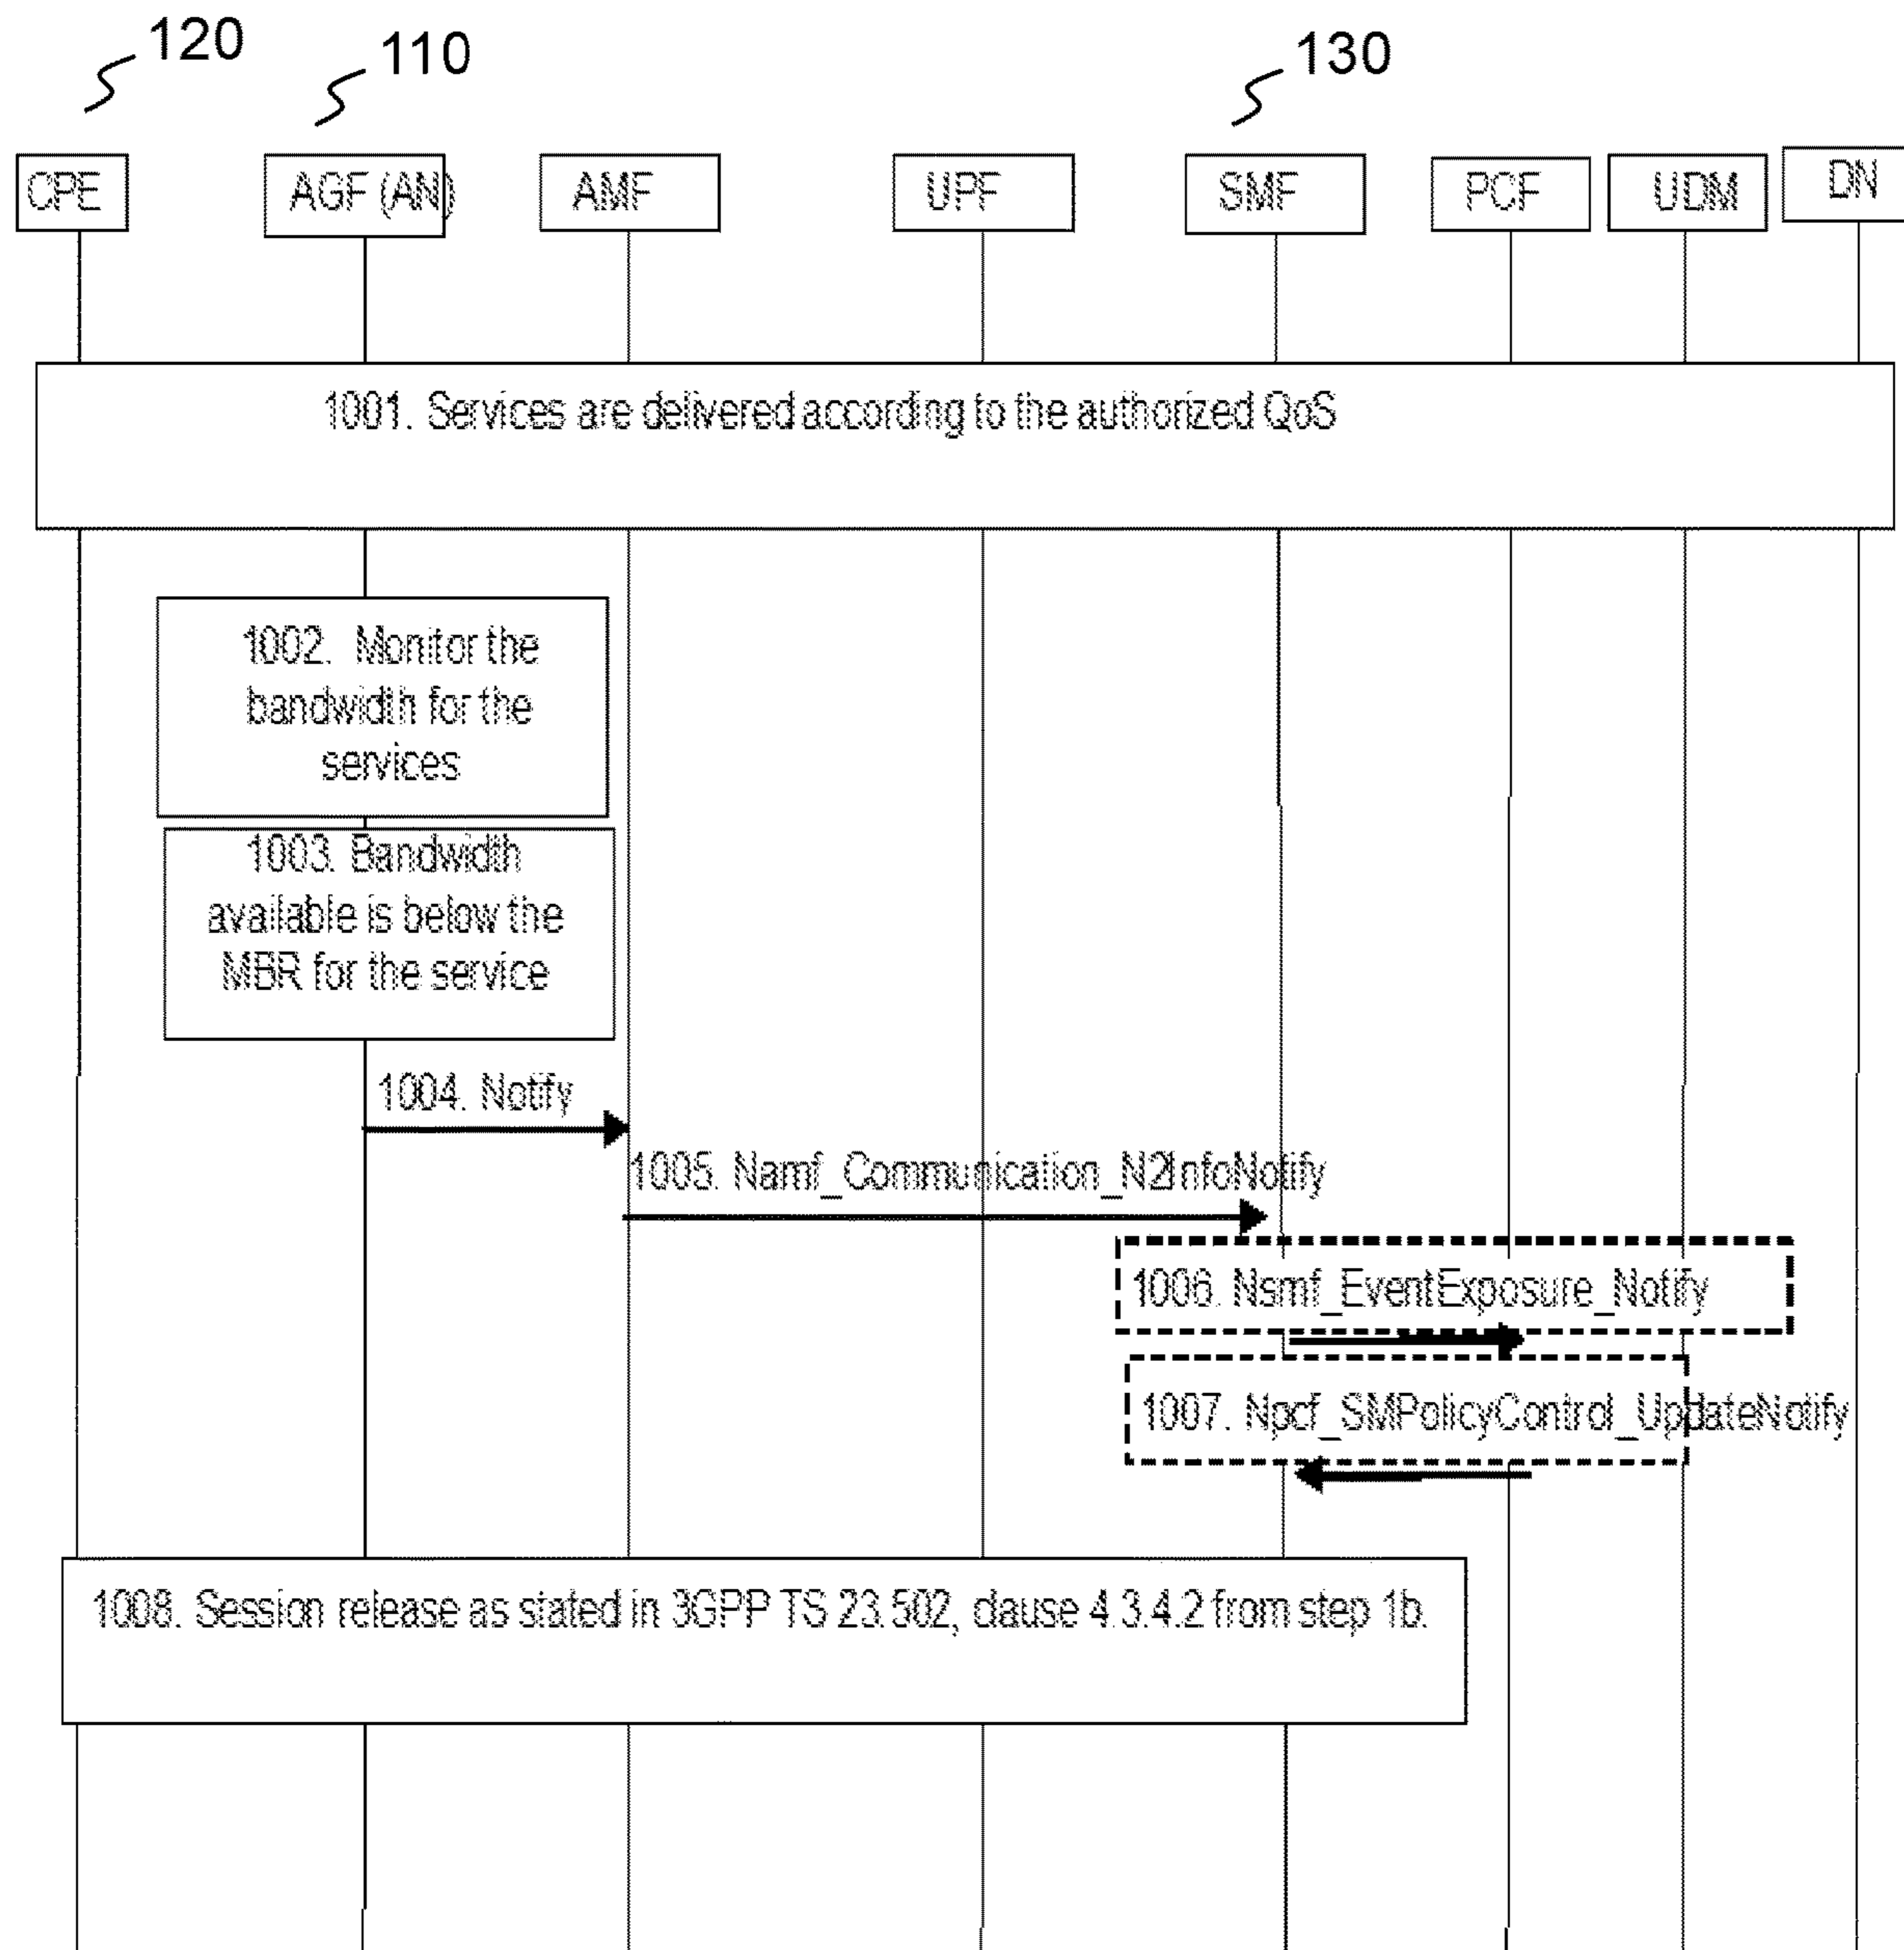 120
110
130
CPE
AGF (AN)
AMF
UPF
SMF
PCF
UDM
DN
1001. Services are delivered according to the authorized QoS
1002. Monitor the
bandwidth for the
services
1003. Bandwidth
available is below the
MBR for the service
1004. Notify
1005. Namf_Communication_N2InfoNotify
1006. Nsmf_EventExposure_Notify
1007. Npcf_SMPolicyControl_UpdateNotify
1008. Session release as stated in 3GPP TS 23.502, clause 4.3.4.2 from step 1b.